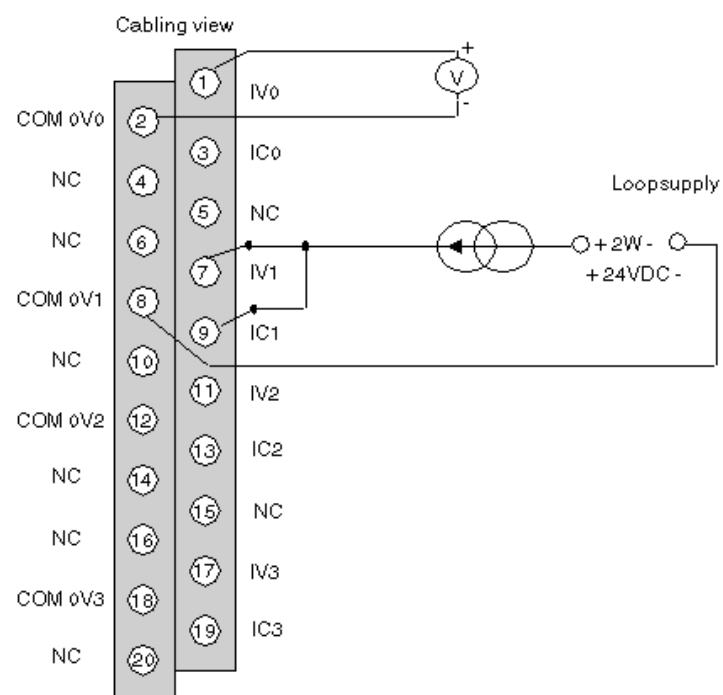 Cabling view
+
1
V
IV0
-
COM 0V0
2
3
IC0
NC
4
Loopsupply
5
NC
NC
6
+ 2W -
7
IV1
+ 24VDC -
COM 0V1
8
9
IC1
NC
10
11
IV2
COM 0V2
12
13
IC2
NC
14
15
NC
NC
16
17
IV3
COM 0V3
18
19
IC3
NC
20